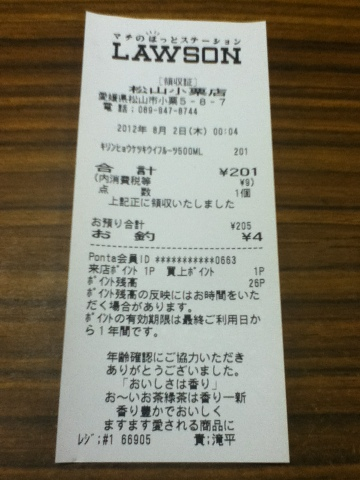 マチのほっとステーション
LAWSON
[領収証]
松山小栗店
愛媛県松山市小栗5-8-7
電話:089-947-8744
2012年 8月 2日(木) 00:04
ｷﾘﾝﾋｮｳｹﾂｷｳｲﾌﾙｰﾂ500ML 201
合計 ¥201
(内消費税等 ¥9)
点数 1個
上記正に領収いたしました
お預り合計 ¥205
お釣 ¥4
Ponta会員ID ***********0663
来店ﾎﾟｲﾝﾄ 1P 買上ﾎﾟｲﾝﾄ 1P
ﾎﾟｲﾝﾄ残高 26P
ﾎﾟｲﾝﾄ残高の反映にはお時間をいた
だく場合があります。
ﾎﾟｲﾝﾄの有効期限は最終ご利用日か
ら1年間です。
年齢確認にご協力いただき
ありがとうございました。
「おいしさは香り」
お～いお茶緑茶は香り一新
香り豊かでおいしく
ますます愛される商品に
ﾚｼﾞ:#1 66905 責:滝平